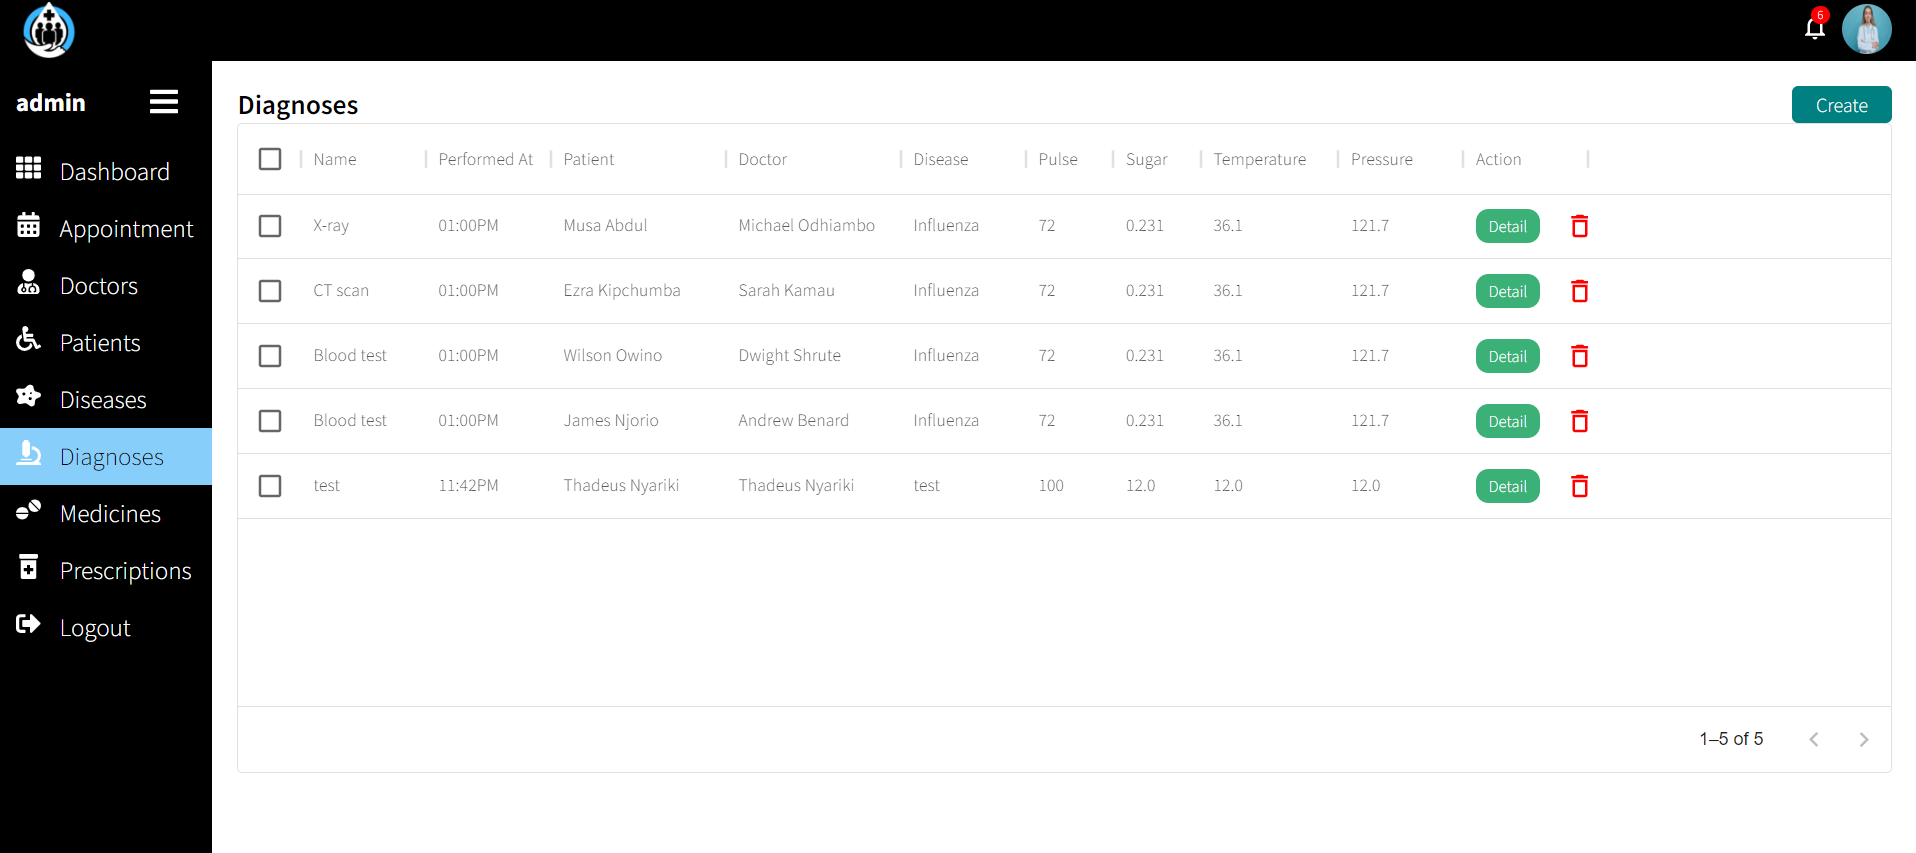 6
admin
Dashboard
Appointment
Doctors
Patients
Diseases
Diagnoses
Medicines
Prescriptions
Logout
Diagnoses
Create
Name Performed At Patient Doctor Disease Pulse Sugar Temperature Pressure Action
X-ray 01:00PM Musa Abdul Michael Odhiambo Influenza 72 0.231 36.1 121.7 Detail
CT scan 01:00PM Ezra Kipchumba Sarah Kamau Influenza 72 0.231 36.1 121.7 Detail
Blood test 01:00PM Wilson Owino Dwight Shrute Influenza 72 0.231 36.1 121.7 Detail
Blood test 01:00PM James Njorio Andrew Benard Influenza 72 0.231 36.1 121.7 Detail
test 11:42PM Thadeus Nyariki Thadeus Nyariki test 100 12.0 12.0 12.0 Detail
1–5 of 5